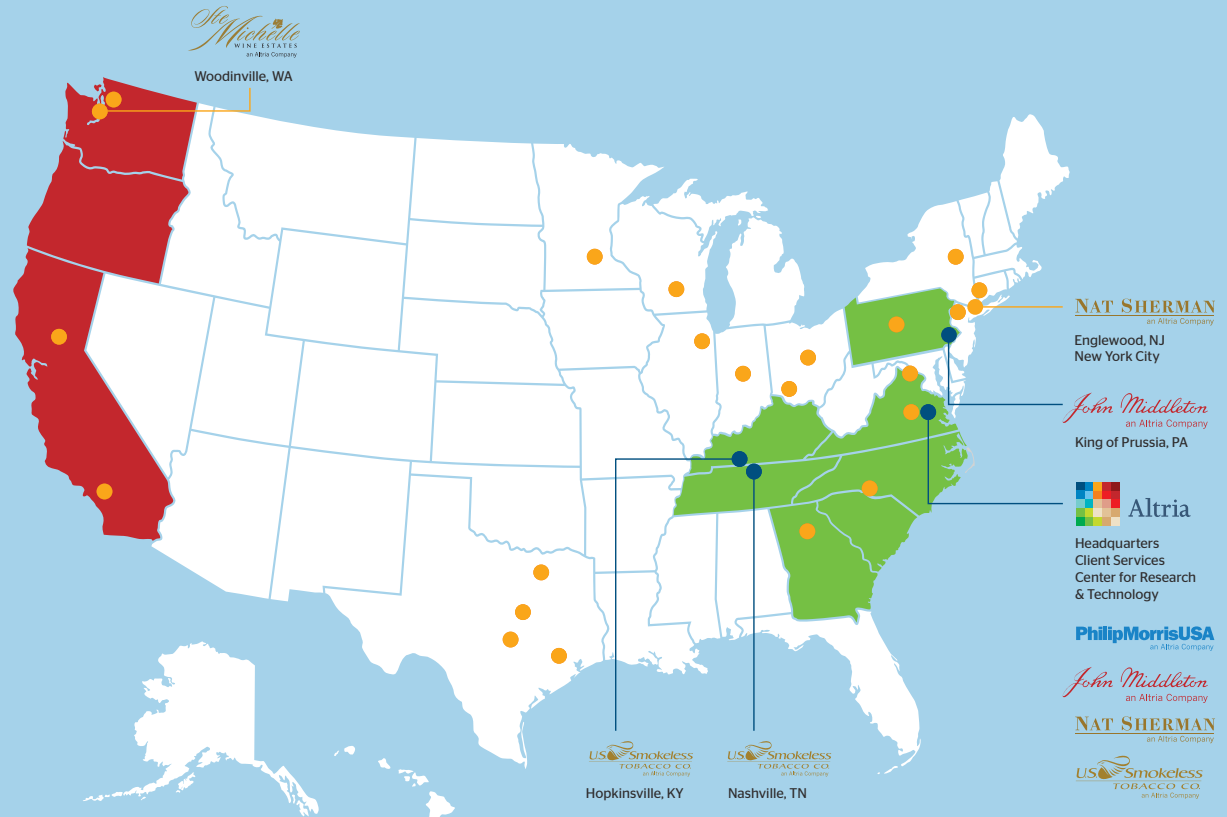 Ste
Michelle
WINE ESTATES
an Altria Company
Woodinville, WA
NAT SHERMAN
an Altria Company
Englewood, NJ
New York City
John Middleton
an Altria Company
King of Prussia, PA
Altria
Headquarters
Client Services
Center for Research
& Technology
PhilipMorrisUSA
an Altria Company
John Middleton
an Altria Company
NAT SHERMAN
an Altria Company
US Smokeless
TOBACCO CO.
an Altria Company
US Smokeless
TOBACCO CO.
an Altria Company
Hopkinsville, KY
US Smokeless
TOBACCO CO.
an Altria Company
Nashville, TN